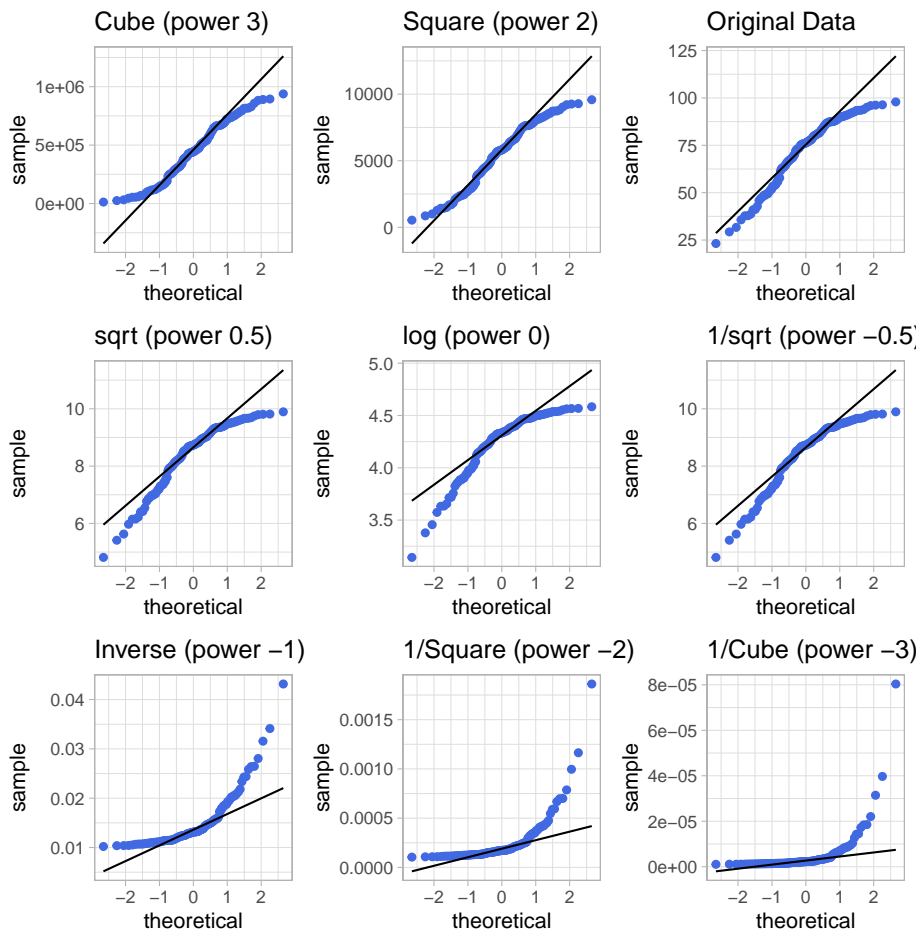 Cube (power 3)
Square (power 2)
Original Data
sample
1e+06
5e+05
0e+00
−2 −1 0 1 2
theoretical
sample
10000
5000
0
−2 −1 0 1 2
theoretical
sample
125
100
75
50
25
−2 −1 0 1 2
theoretical
sqrt (power 0.5)
log (power 0)
1/sqrt (power −0.5)
sample
10
8
6
−2 −1 0 1 2
theoretical
sample
5.0
4.5
4.0
3.5
−2 −1 0 1 2
theoretical
sample
10
8
6
−2 −1 0 1 2
theoretical
Inverse (power −1)
1/Square (power −2)
1/Cube (power −3)
sample
0.04
0.03
0.02
0.01
−2 −1 0 1 2
theoretical
sample
0.0015
0.0010
0.0005
0.0000
−2 −1 0 1 2
theoretical
sample
8e−05
6e−05
4e−05
2e−05
0e+00
−2 −1 0 1 2
theoretical